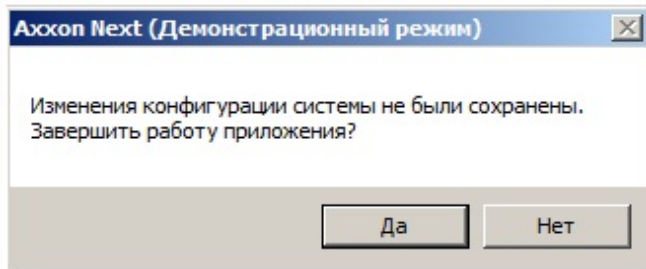 Axxon Next (Демонстрационный режим)
Изменения конфигурации системы не были сохранены.
Завершить работу приложения?
Да
Нет